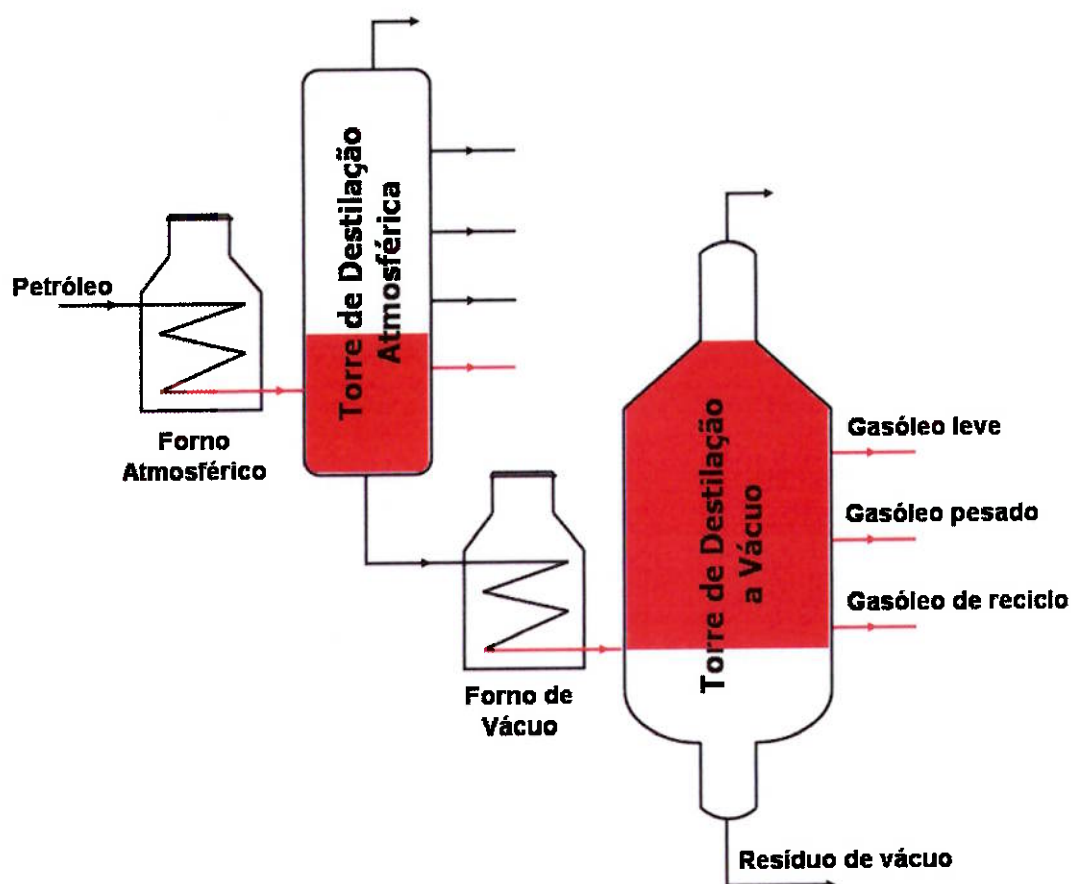 Petróleo
Forno
Atmosférico
Torre de Destilação
Atmosférica
Forno de
Vácuo
Torre de Destilação
a Vácuo
Gasóleo leve
Gasóleo pesado
Gasóleo de reciclo
Resíduo de vácuo